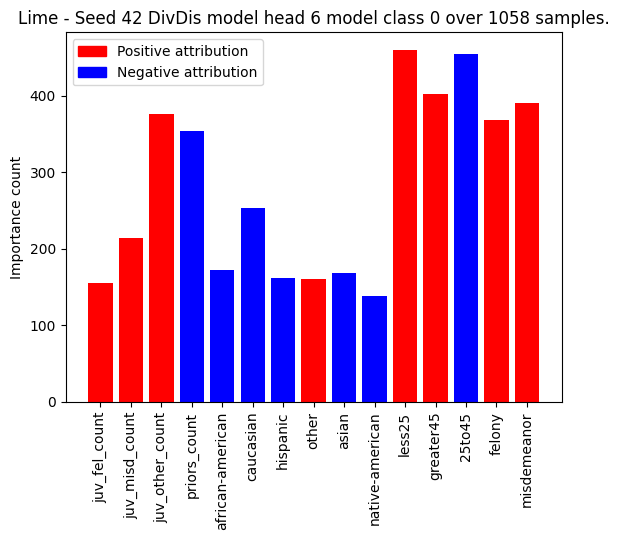 Lime - Seed 42 DivDis model head 6 model class 0 over 1058 samples.
Positive attribution
Negative attribution
Importance count
400
300
200
100
0
juv_fel_count
juv_misd_count
juv_other_count
priors_count
african-american
caucasian
hispanic
other
asian
native-american
less25
greater45
25to45
felony
misdemeanor